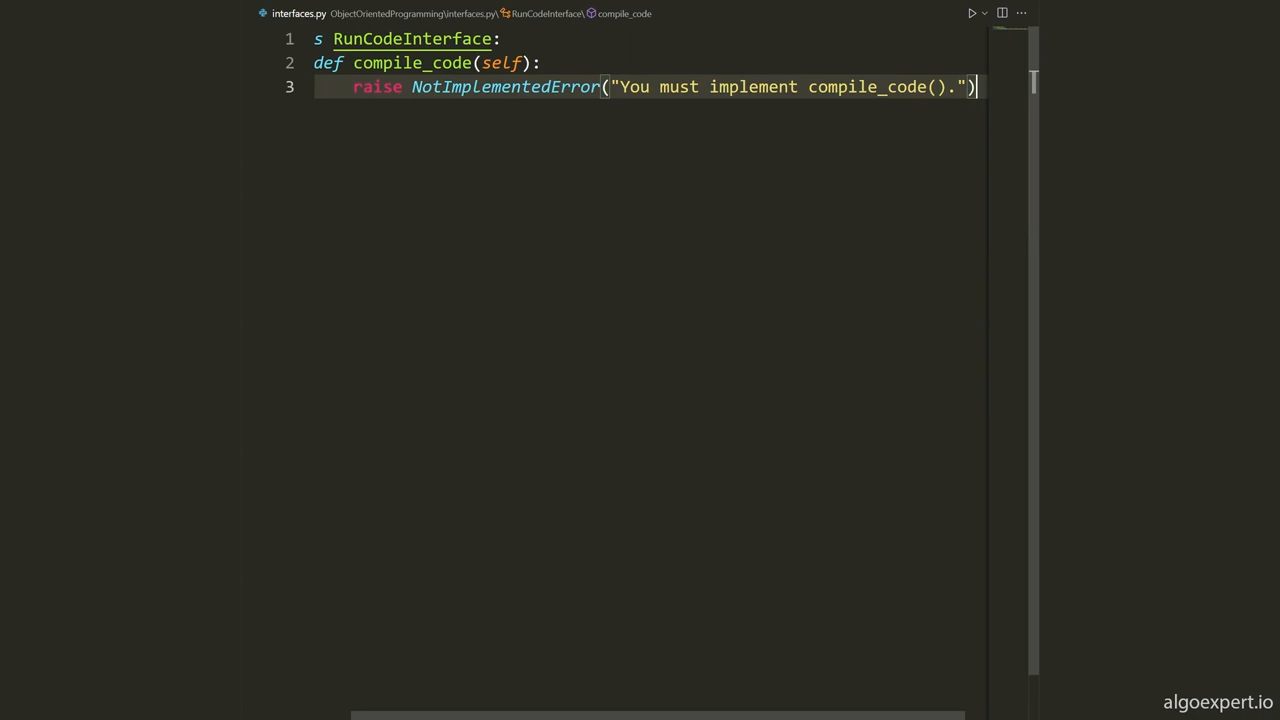 interfaces.py ObjectOrientedProgramming\interfaces.py\RunCodeInterface\compile_code
1 s RunCodeInterface:
2 def compile_code(self):
3 raise NotImplementedError("You must implement compile_code().")
algoexpert.io